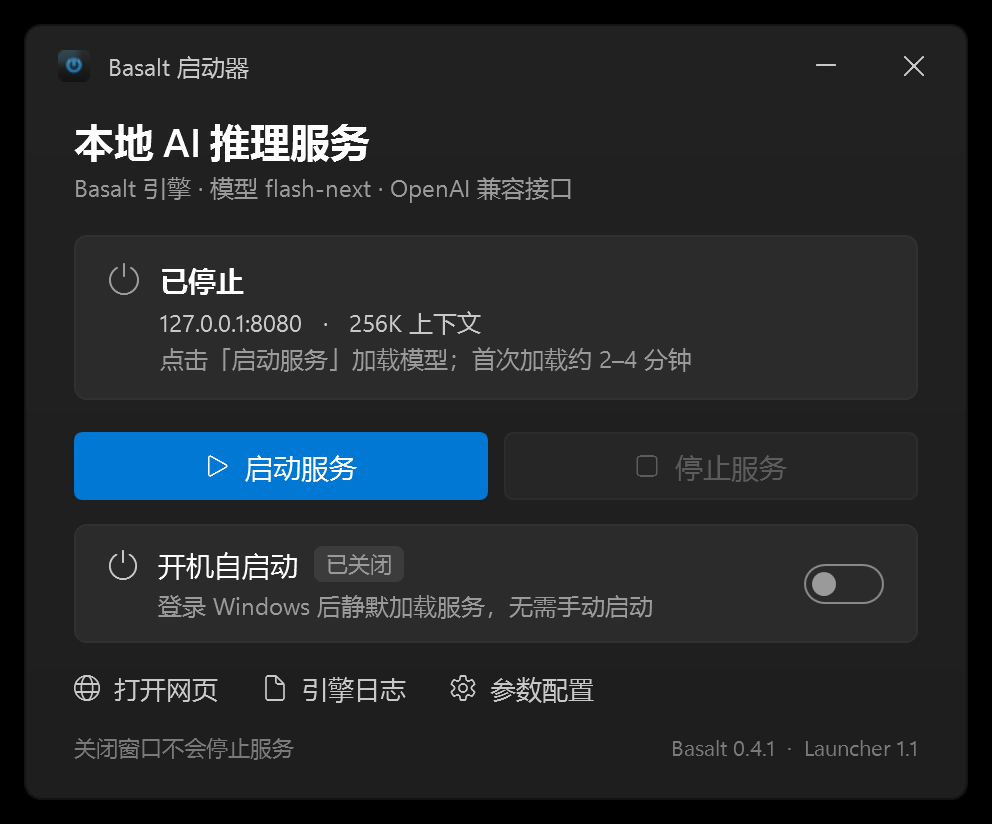 Basalt 启动器
本地 AI 推理服务
Basalt 引擎 · 模型 flash-next · OpenAI 兼容接口
已停止
127.0.0.1:8080 · 256K 上下文
点击「启动服务」加载模型；首次加载约 2–4 分钟
启动服务
停止服务
开机自启动 已关闭
登录 Windows 后静默加载服务，无需手动启动
打开网页 引擎日志 参数配置
关闭窗口不会停止服务
Basalt 0.4.1 · Launcher 1.1